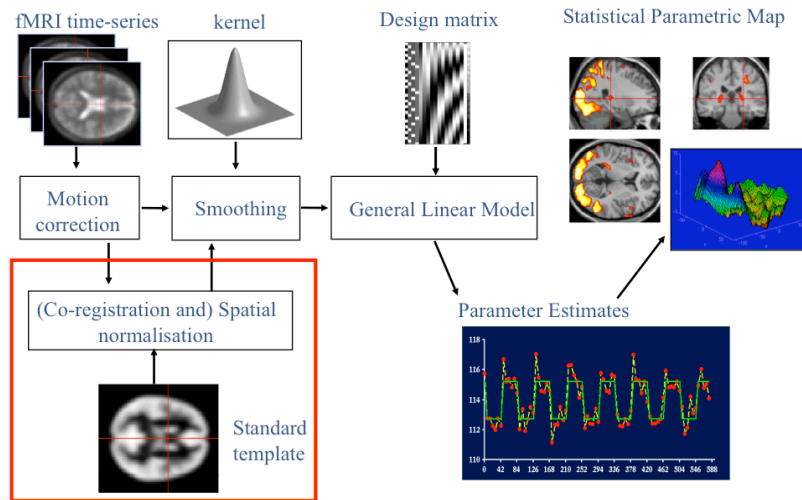 fMRI time-series
kernel
Design matrix
Statistical Parametric Map
Motion
correction
Smoothing
General Linear Model
(Co-registration and) Spatial
normalisation
Standard
template
Parameter Estimates
118
116
114
112
110
0 42 84 126 168 210 252 294 336 378 420 462 504 546 588